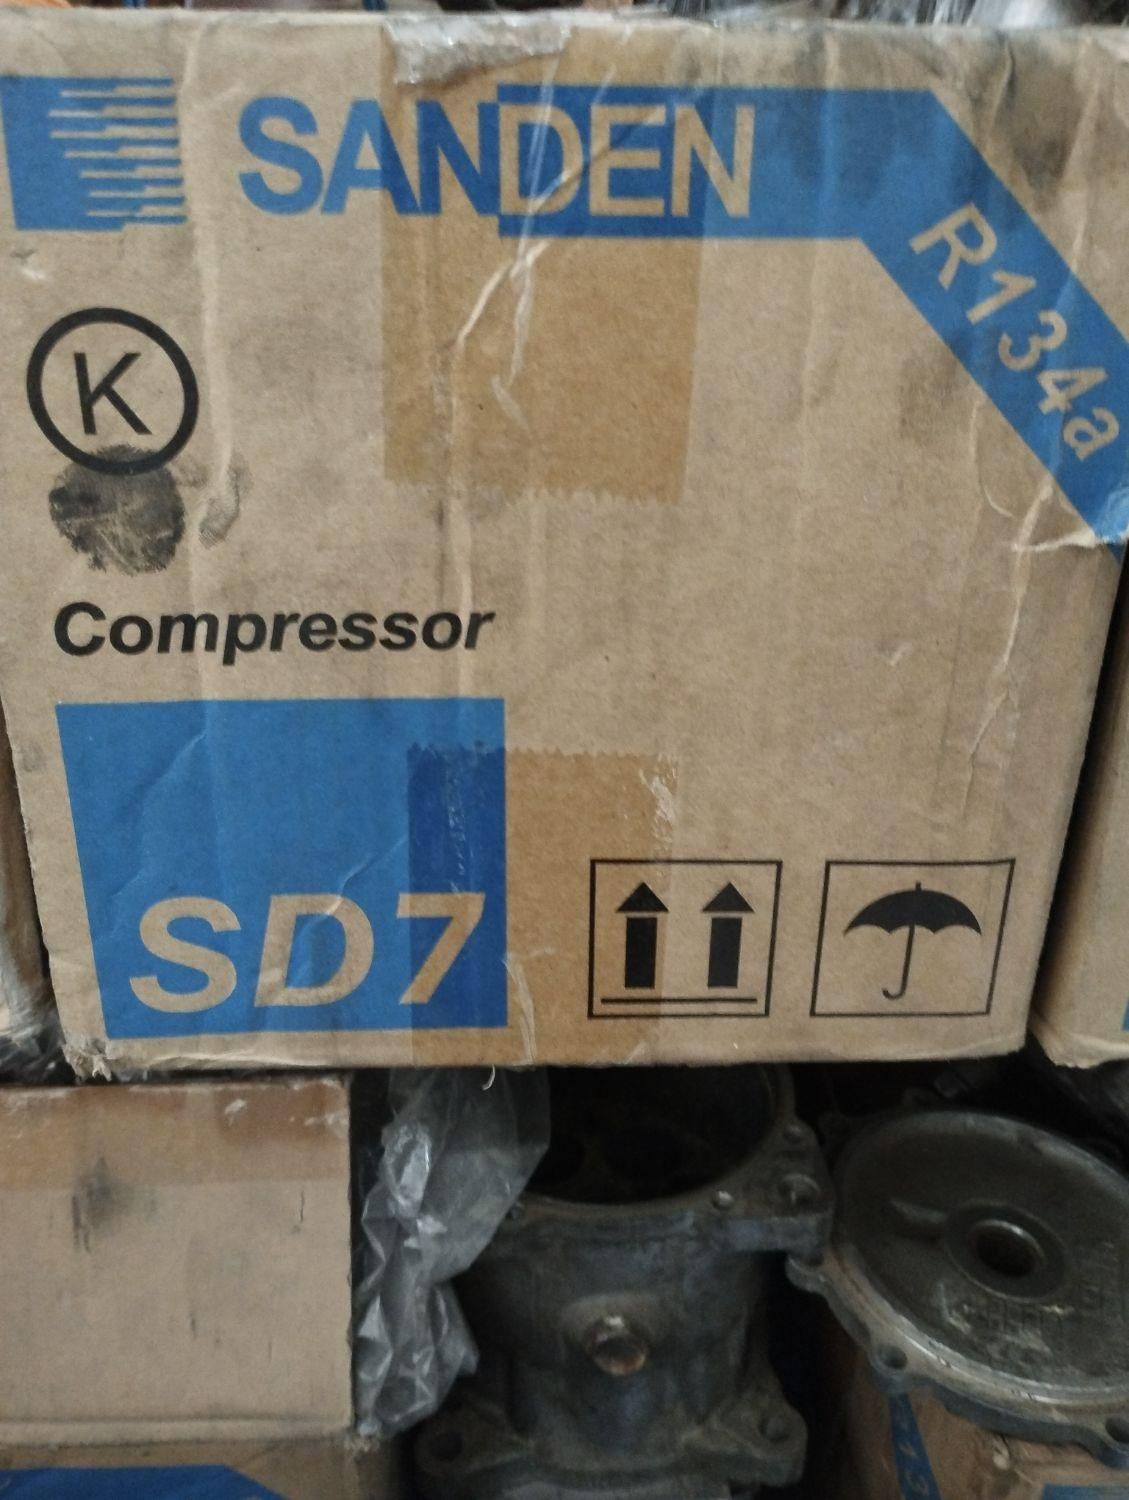 SANDEN
R134a
K
Compressor
SD7